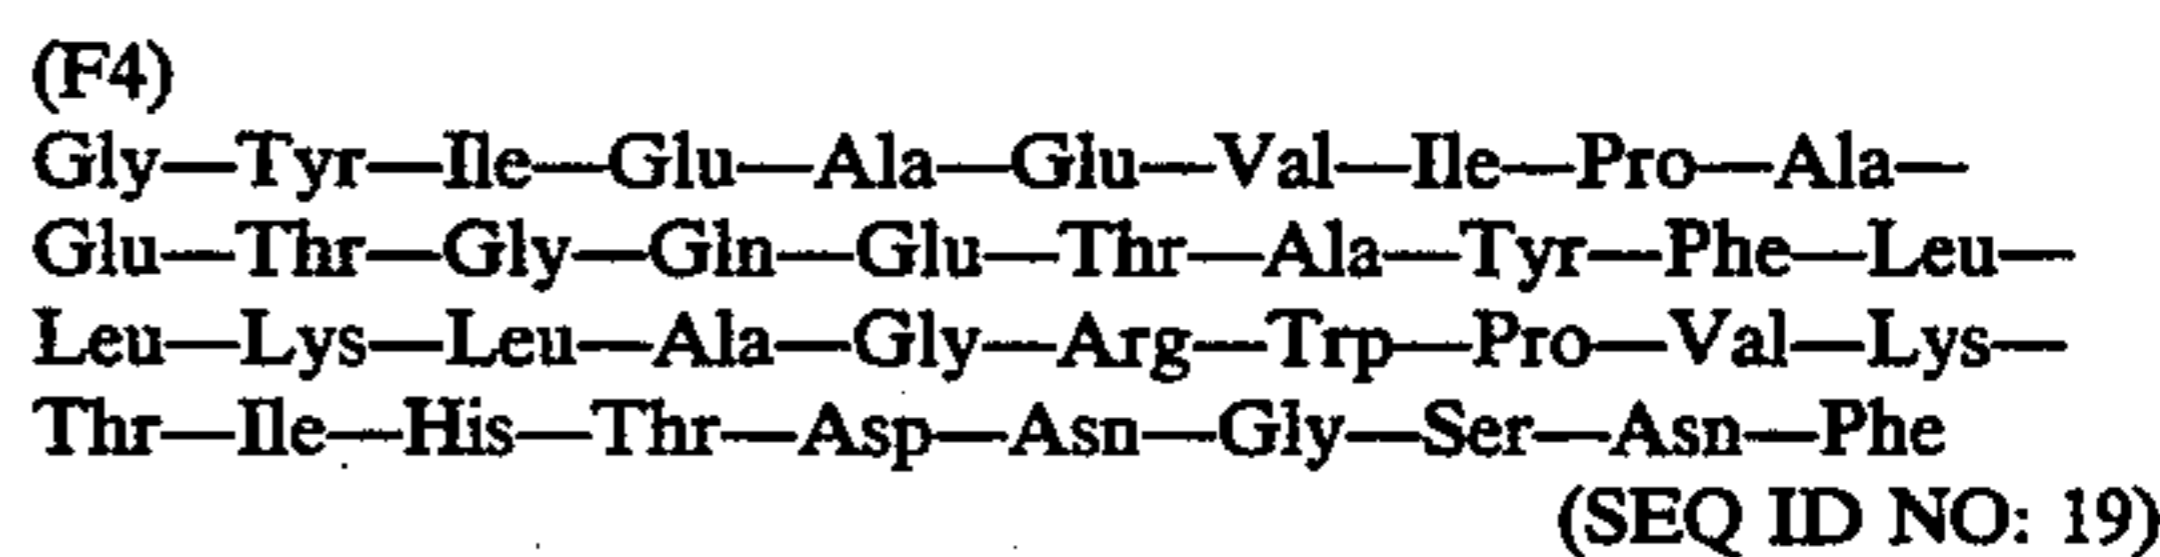 (F4)
Gly—Tyr—Ile—Glu—Ala—Glu—Val—Ile—Pro—Ala—
Glu—Thr—Gly—Gln—Glu—Thr—Ala—Tyr—Phe—Leu—
Leu—Lys—Leu—Ala—Gly—Arg—Trp—Pro—Val—Lys—
Thr—Ile—His—Thr—Asp—Asn—Gly—Ser—Asn—Phe
(SEQ ID NO: 19)